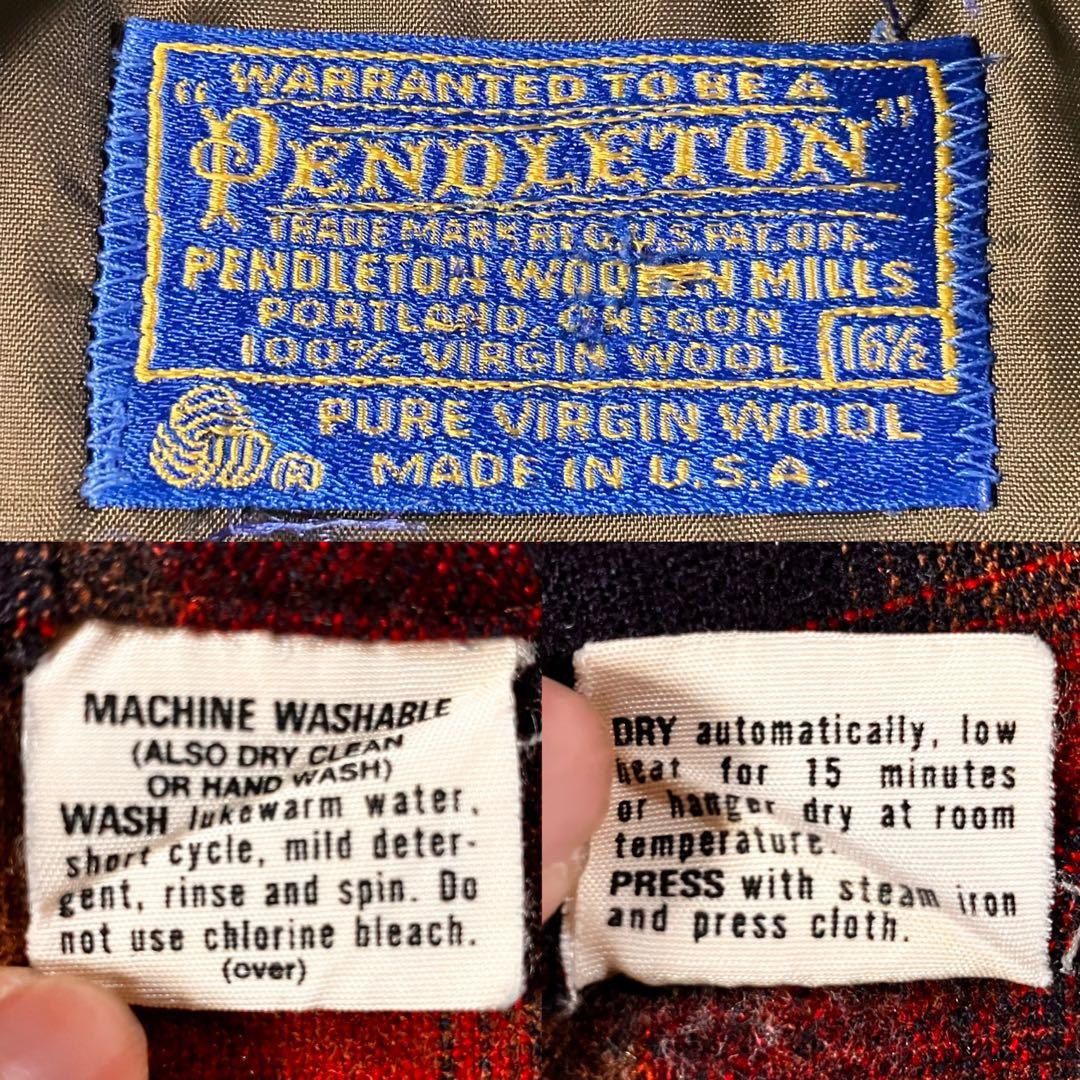 "WARRANTED TO BE A
PENDLETON"
TRADE MARK REG. U.S. PAT. OFF.
PENDLETON WOOLEN MILLS
PORTLAND, OREGON
100% VIRGIN WOOL 16½
PURE VIRGIN WOOL
® MADE IN U.S.A.
MACHINE WASHABLE
(ALSO DRY CLEAN
OR HAND WASH)
WASH lukewarm water,
short cycle, mild deter-
gent, rinse and spin. Do
not use chlorine bleach.
(over)
DRY automatically, low
heat for 15 minutes
or hanger dry at room
temperature.
PRESS with steam iron
and press cloth.